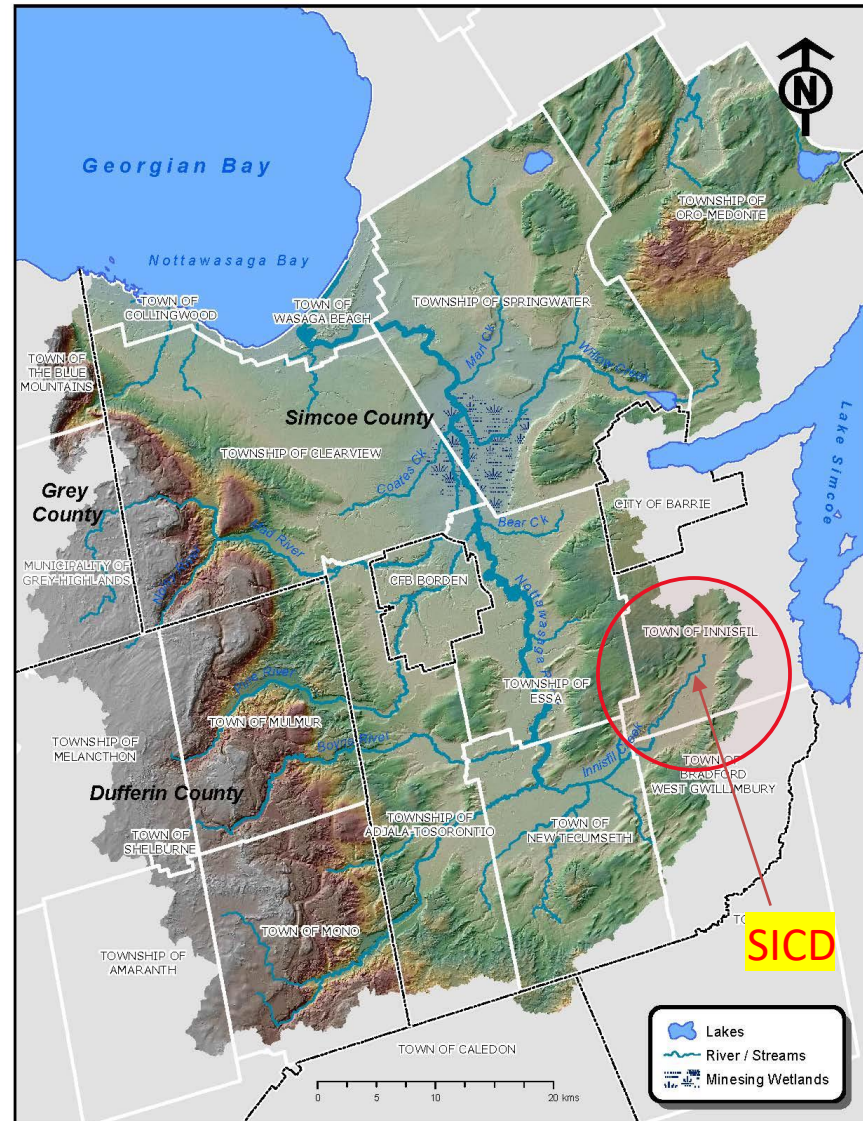 N
Georgian Bay
Nottawasaga Bay
TOWNSHIP OF
ORO-MEDONTE
TOWN OF
COLLINGWOOD
TOWN OF
WASAGA BEACH
TOWNSHIP OF SPRINGWATER
Marl Ck
TOWN OF
THE BLUE
MOUNTAINS
Willow Creek
Simcoe County
Lake Simcoe
TOWNSHIP OF CLEARVIEW
Coates Ck
Grey
County
CITY OF BARRIE
Bear Ck
Mad River
MUNICIPALITY OF
GREY-HIGHLANDS
CFB BORDEN
Nottawasaga
TOWN OF INNISFIL
TOWNSHIP OF
ESSA
Pine River
TOWN OF MULMUR
TOWNSHIP OF
MELANCTHON
Boyne River
Innisfil Creek
TOWN OF
BRADFORD
WEST GWILLIMBURY
Dufferin County
TOWNSHIP OF
ADJALA-TOSORONTIO
TOWN OF
NEW TECUMSETH
TOWN OF
SHELBURNE
TOWN OF MONO
SICD
TOWNSHIP OF
AMARANTH
TOWN OF CALEDON
Lakes
River / Streams
Minesing Wetlands
0 5 10 20 kms